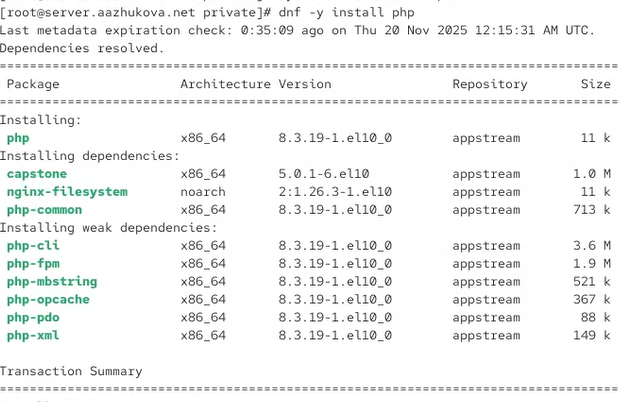 [root@server.aazhukova.net private]# dnf -y install php
Last metadata expiration check: 0:35:09 ago on Thu 20 Nov 2025 12:15:31 AM UTC.
Dependencies resolved.
================================================================================
Package Architecture Version Repository Size
================================================================================
Installing:
php x86_64 8.3.19-1.el10_0 appstream 11 k
Installing dependencies:
capstone x86_64 5.0.1-6.el10 appstream 1.0 M
nginx-filesystem noarch 2:1.26.3-1.el10 appstream 11 k
php-common x86_64 8.3.19-1.el10_0 appstream 713 k
Installing weak dependencies:
php-cli x86_64 8.3.19-1.el10_0 appstream 3.6 M
php-fpm x86_64 8.3.19-1.el10_0 appstream 1.9 M
php-mbstring x86_64 8.3.19-1.el10_0 appstream 521 k
php-opcache x86_64 8.3.19-1.el10_0 appstream 367 k
php-pdo x86_64 8.3.19-1.el10_0 appstream 88 k
php-xml x86_64 8.3.19-1.el10_0 appstream 149 k
Transaction Summary
================================================================================